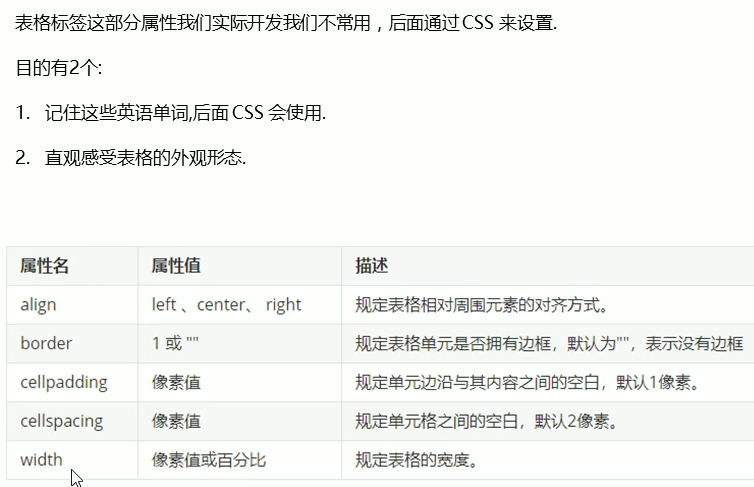 表格标签这部分属性我们实际开发我们不常用，后面通过 CSS 来设置.
目的有2个:
1. 记住这些英语单词,后面 CSS 会使用.
2. 直观感受表格的外观形态.
属性名 属性值 描述
align left 、center、 right 规定表格相对周围元素的对齐方式。
border 1 或 "" 规定表格单元是否拥有边框，默认为""，表示没有边框
cellpadding 像素值 规定单元边沿与其内容之间的空白，默认1像素。
cellspacing 像素值 规定单元格之间的空白，默认2像素。
width 像素值或百分比 规定表格的宽度。